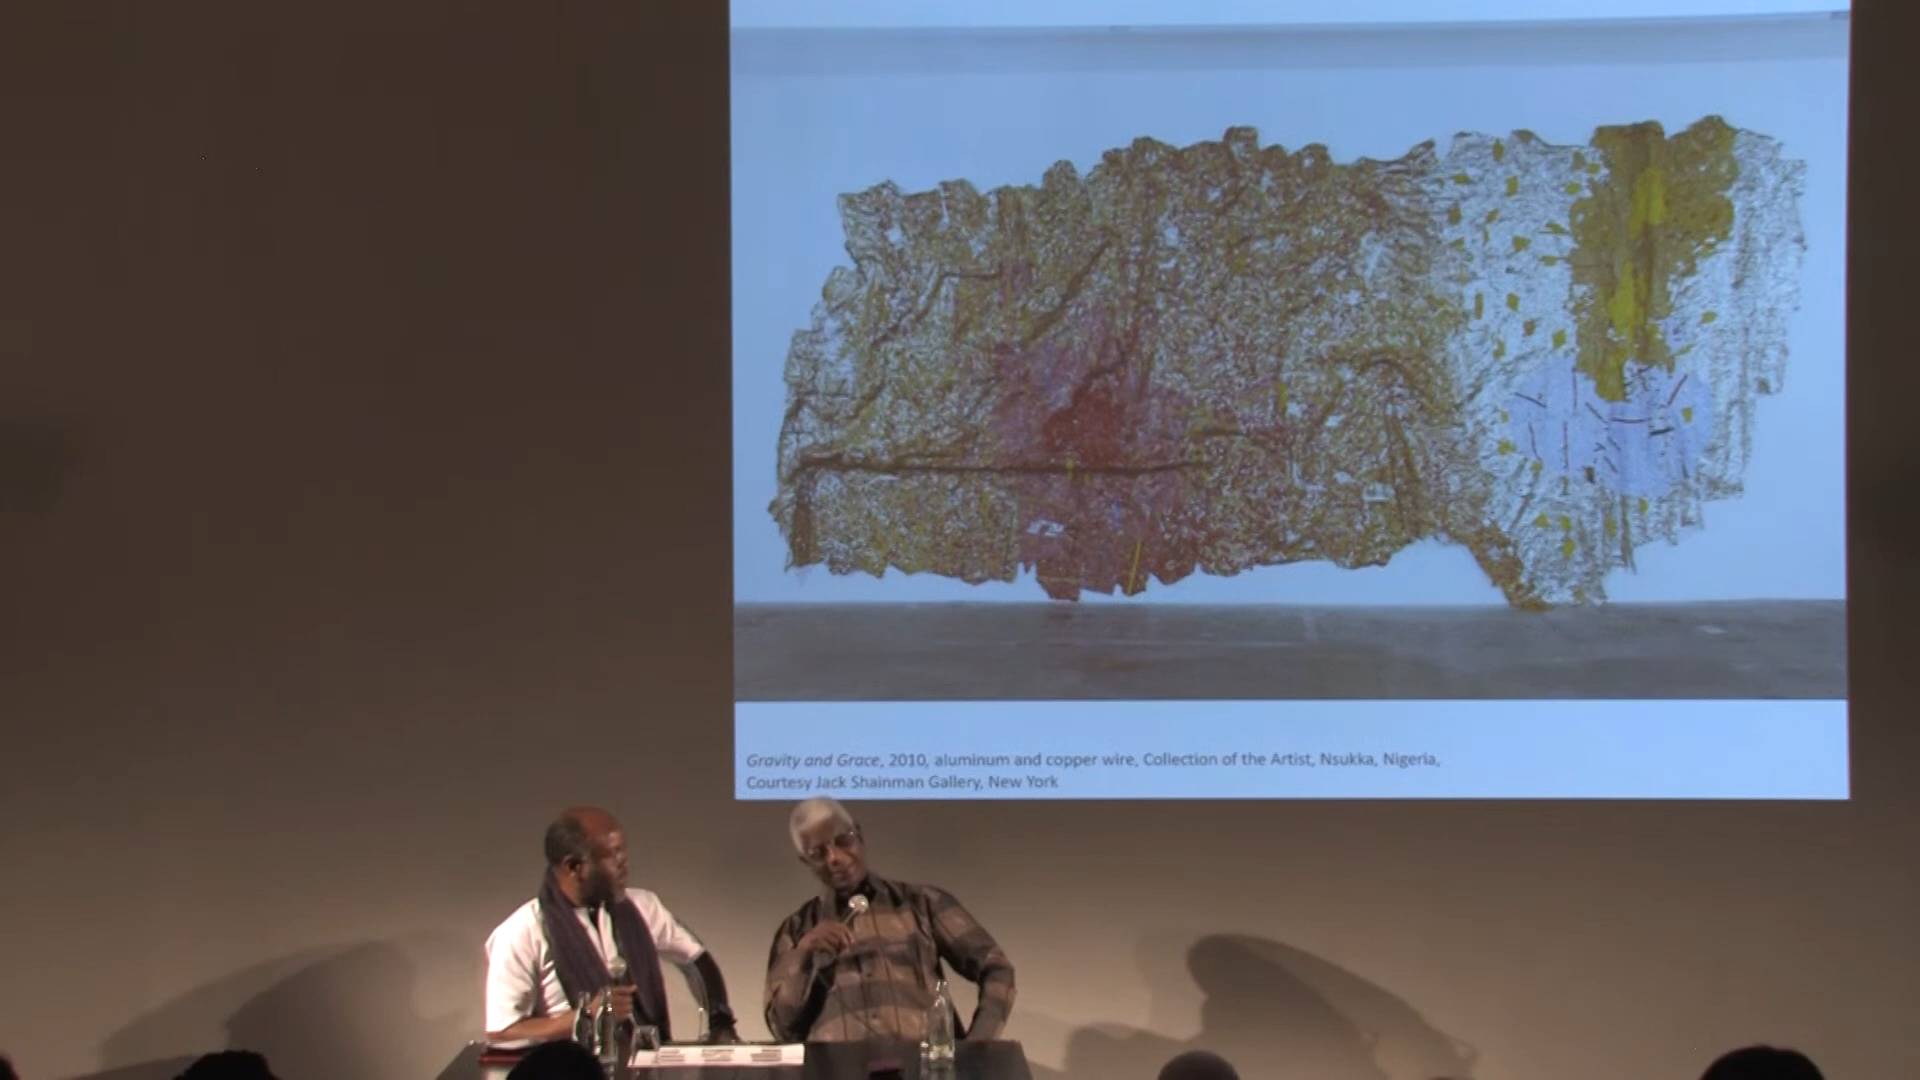 Gravity and Grace, 2010, aluminum and copper wire, Collection of the Artist, Nsukka, Nigeria,
Courtesy Jack Shainman Gallery, New York